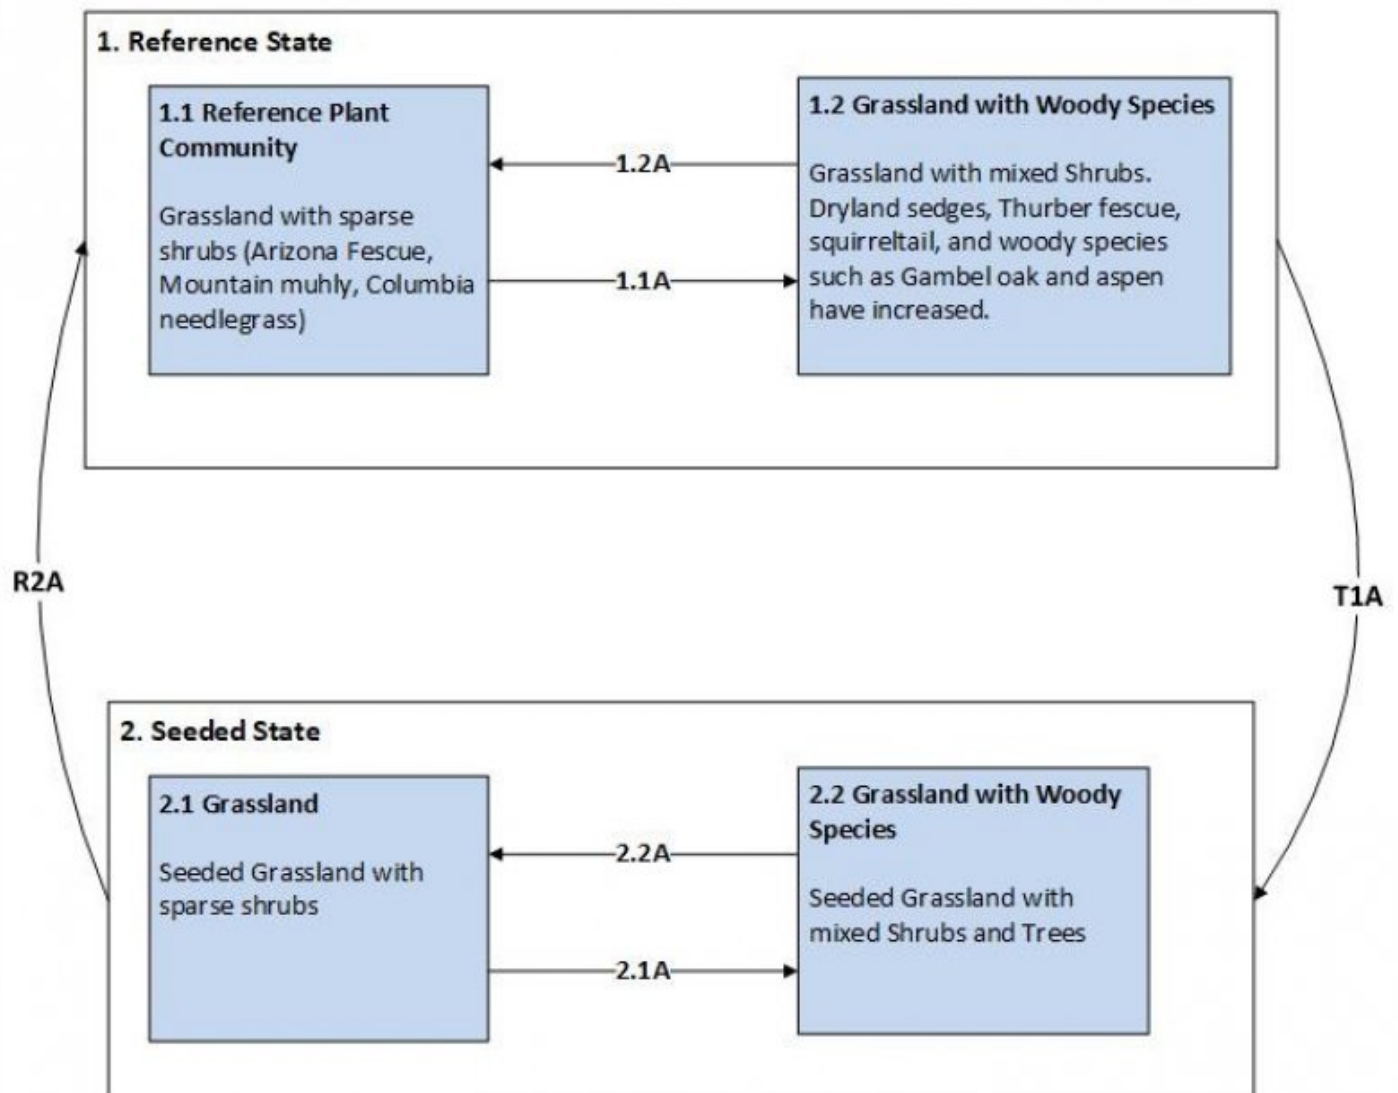 1. Reference State
1.1 Reference Plant
Community
Grassland with sparse
shrubs (Arizona Fescue,
Mountain muhly, Columbia
needlegrass)
1.2A
1.1A
1.2 Grassland with Woody Species
Grassland with mixed Shrubs.
Dryland sedges, Thurber fescue,
squirreltail, and woody species
such as Gambel oak and aspen
have increased.
R2A
T1A
2. Seeded State
2.1 Grassland
Seeded Grassland with
sparse shrubs
2.2A
2.1A
2.2 Grassland with Woody
Species
Seeded Grassland with
mixed Shrubs and Trees